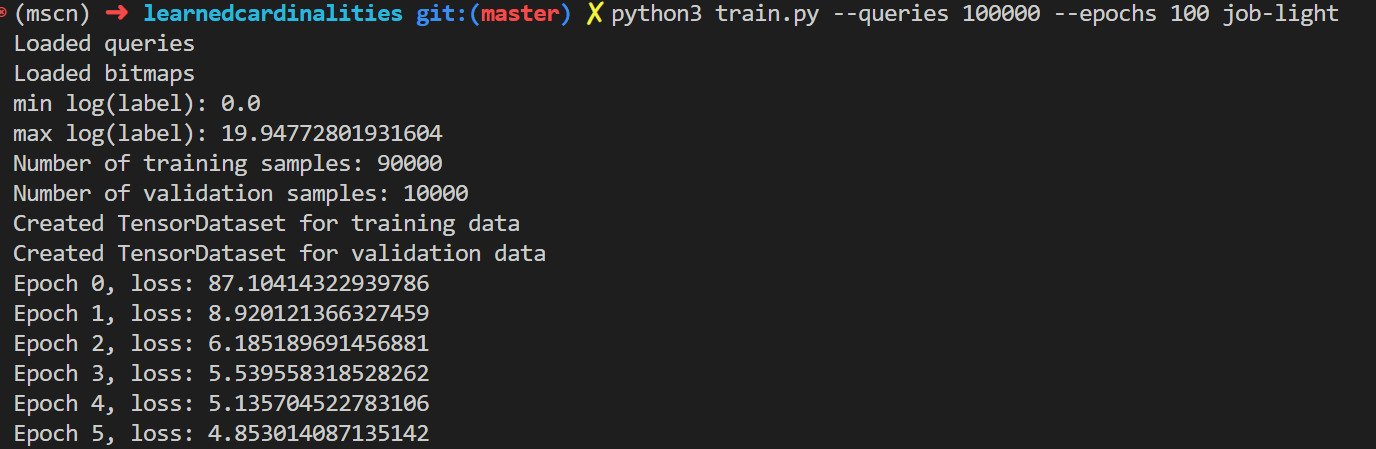 (mscn) ➜ learnedcardinalities git:(master) ✗ python3 train.py --queries 100000 --epochs 100 job-light
Loaded queries
Loaded bitmaps
min log(label): 0.0
max log(label): 19.94772801931604
Number of training samples: 90000
Number of validation samples: 10000
Created TensorDataset for training data
Created TensorDataset for validation data
Epoch 0, loss: 87.10414322939786
Epoch 1, loss: 8.920121366327459
Epoch 2, loss: 6.185189691456881
Epoch 3, loss: 5.539558318528262
Epoch 4, loss: 5.135704522783106
Epoch 5, loss: 4.853014087135142